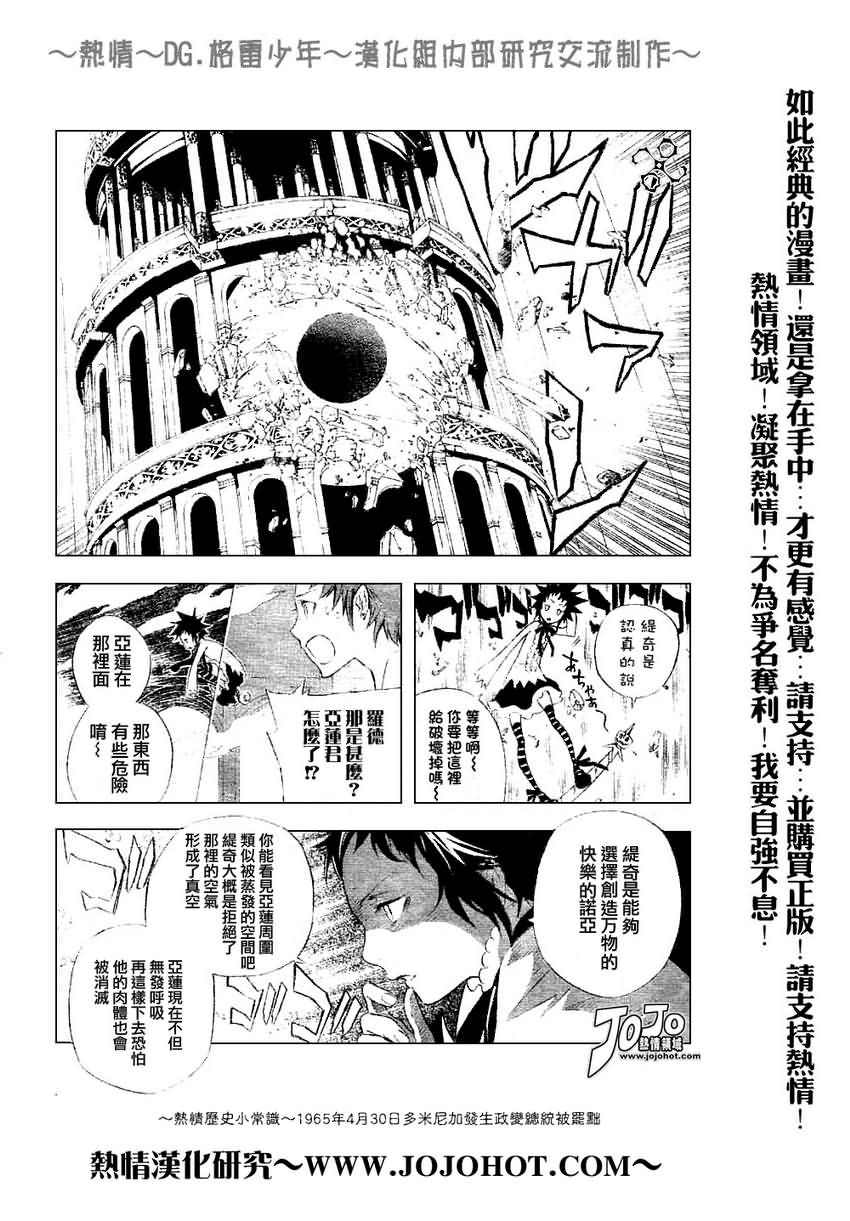 ～熱情～DG.格雷少年～漢化組內部研究交流制作～
如此經典的漫畫！還是拿在手中…才更有感覺…請支持…並購買正版！請支持熱情！
熱情領域！凝聚熱情！不為爭名奪利！我要自強不息！
緹奇是
認真的說
等等啊～
你要把這裡
給破壞掉嗎～
あちゃあ～
羅德
那是甚麼？
亞蓮君
怎麼了!?
亞蓮在
那裡面
那東西
有些危險
唷～
緹奇是能夠
選擇創造万物的
快樂的諾亞
你能看見亞蓮周圍
類似被蒸發的空間吧
緹奇大概是拒絕了
那裡的空氣
形成了真空
亞蓮現在不但
無發呼吸
再這樣下去恐怕
他的肉體也會
被消滅
JOJO
熱情領域
www.jojohot.com
～熱情歷史小常識～1965年4月30日多米尼加發生政變總統被罷黜
熱情漢化研究～WWW.JOJOHOT.COM～